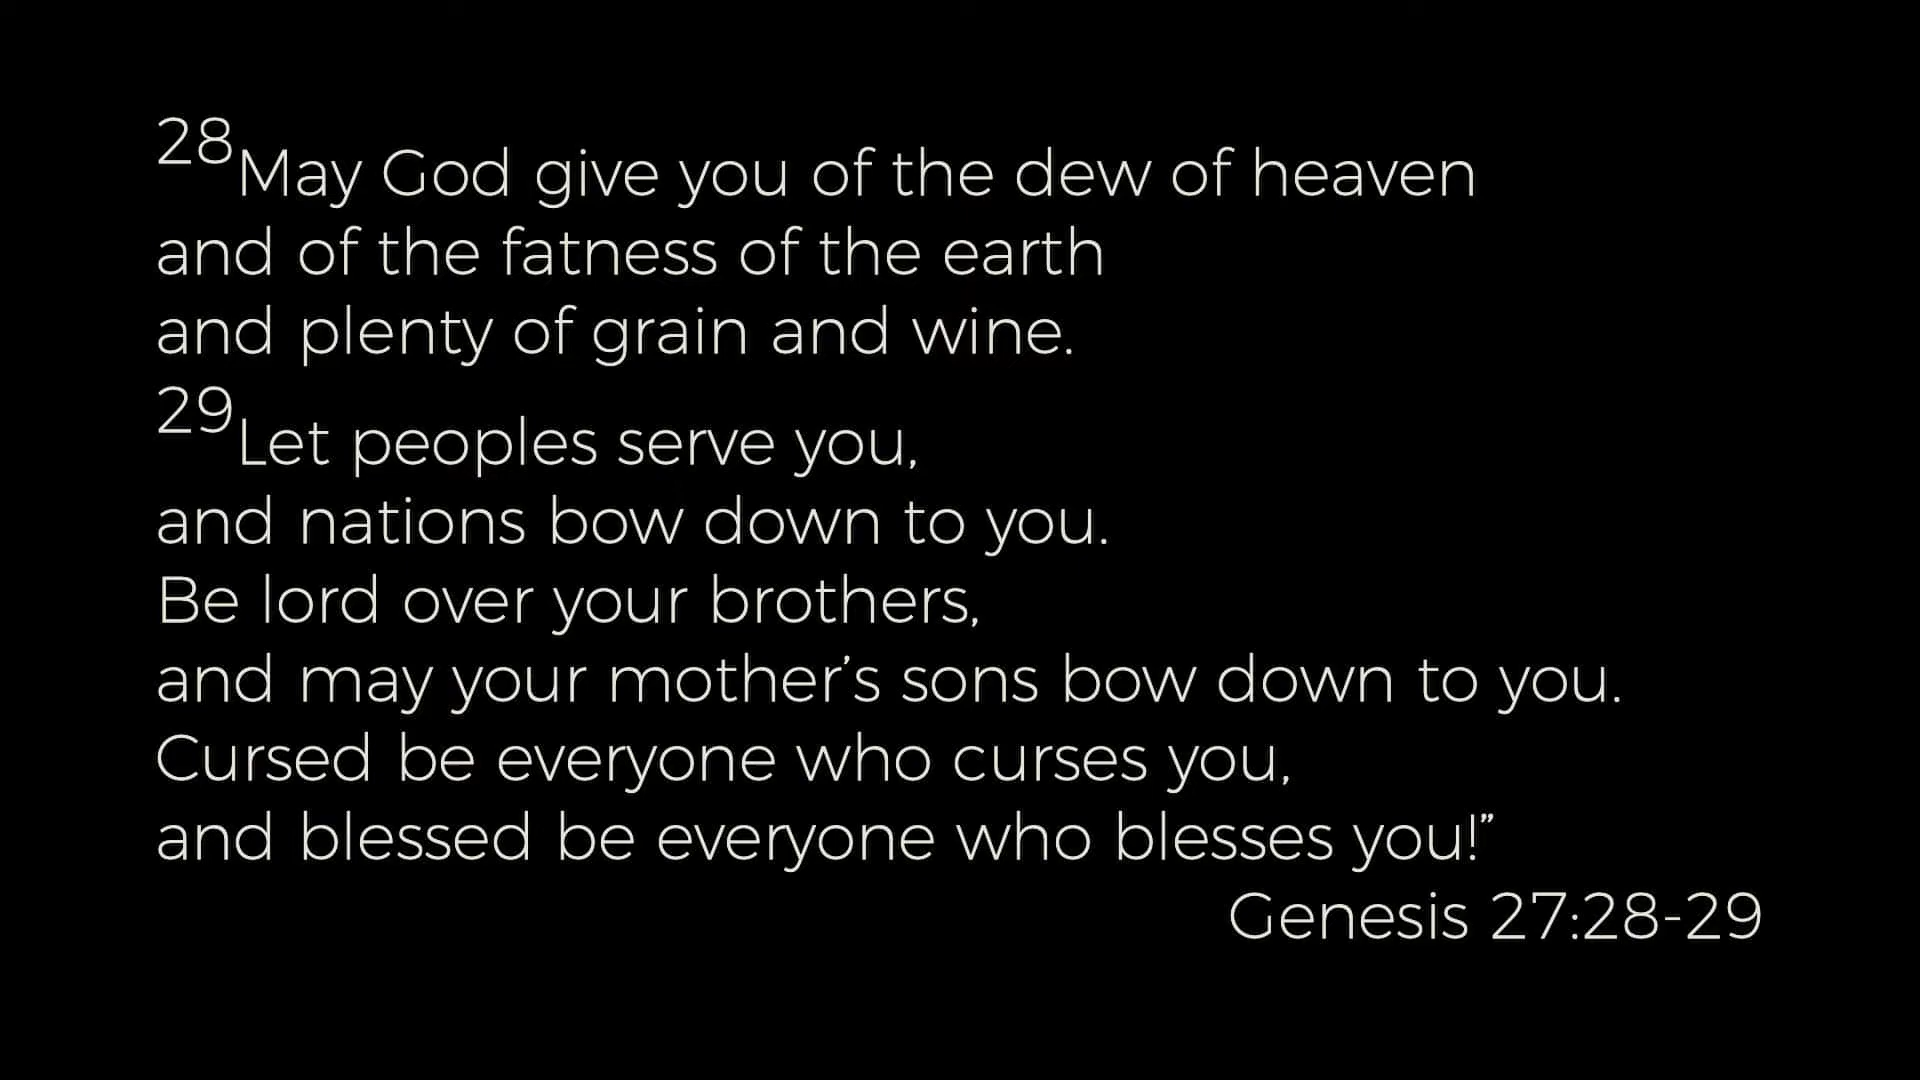 28May God give you of the dew of heaven
and of the fatness of the earth
and plenty of grain and wine.
29Let peoples serve you,
and nations bow down to you.
Be lord over your brothers,
and may your mother’s sons bow down to you.
Cursed be everyone who curses you,
and blessed be everyone who blesses you!”
Genesis 27:28-29